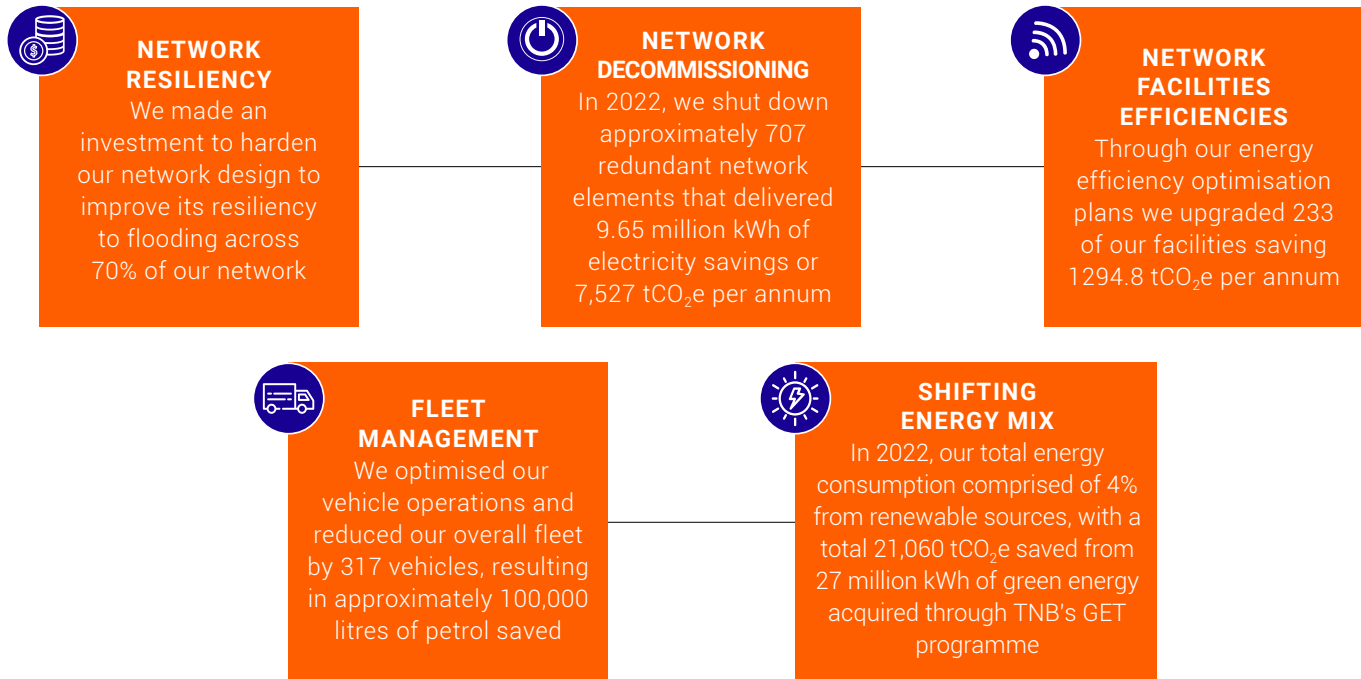 NETWORK
RESILIENCY
We made an
investment to harden
our network design to
improve its resiliency
to flooding across
70% of our network
NETWORK
DECOMMISSIONING
In 2022, we shut down
approximately 707
redundant network
elements that delivered
9.65 million kWh of
electricity savings or
7,527 tCO₂e per annum
NETWORK
FACILITIES
EFFICIENCIES
Through our energy
efficiency optimisation
plans we upgraded 233
of our facilities saving
1294.8 tCO₂e per annum
FLEET
MANAGEMENT
We optimised our
vehicle operations and
reduced our overall fleet
by 317 vehicles, resulting
in approximately 100,000
litres of petrol saved
SHIFTING
ENERGY MIX
In 2022, our total energy
consumption comprised of 4%
from renewable sources, with a
total 21,060 tCO₂e saved from
27 million kWh of green energy
acquired through TNB's GET
programme